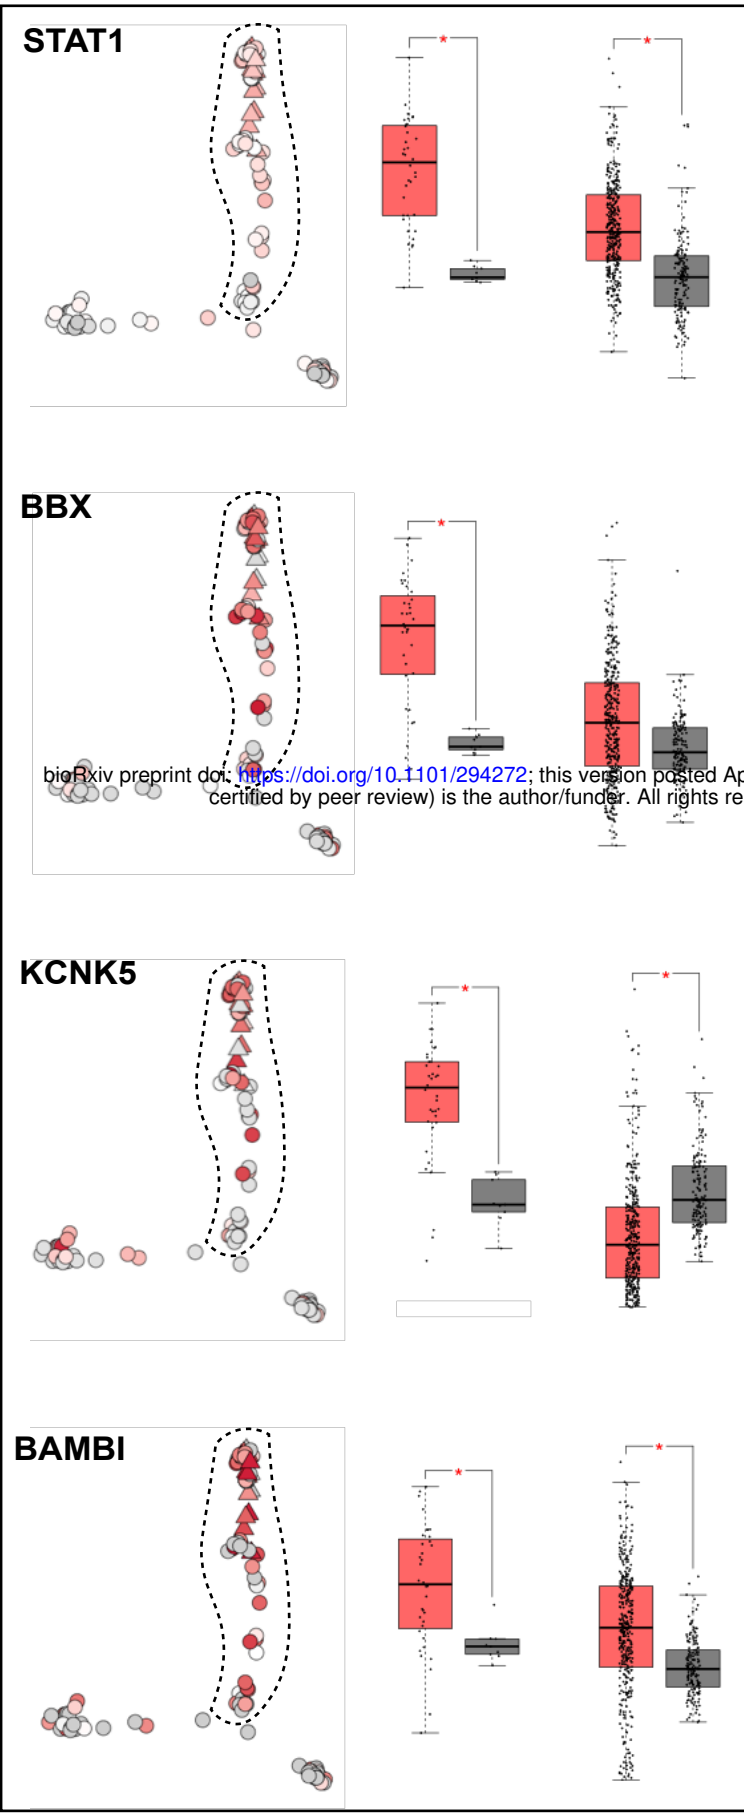 STAT1
*
*
BBX
*
bioRxiv preprint doi: https://doi.org/10.1101/294272; this version posted Ap
certified by peer review) is the author/funder. All rights re
KCNK5
*
*
BAMBI
*
*